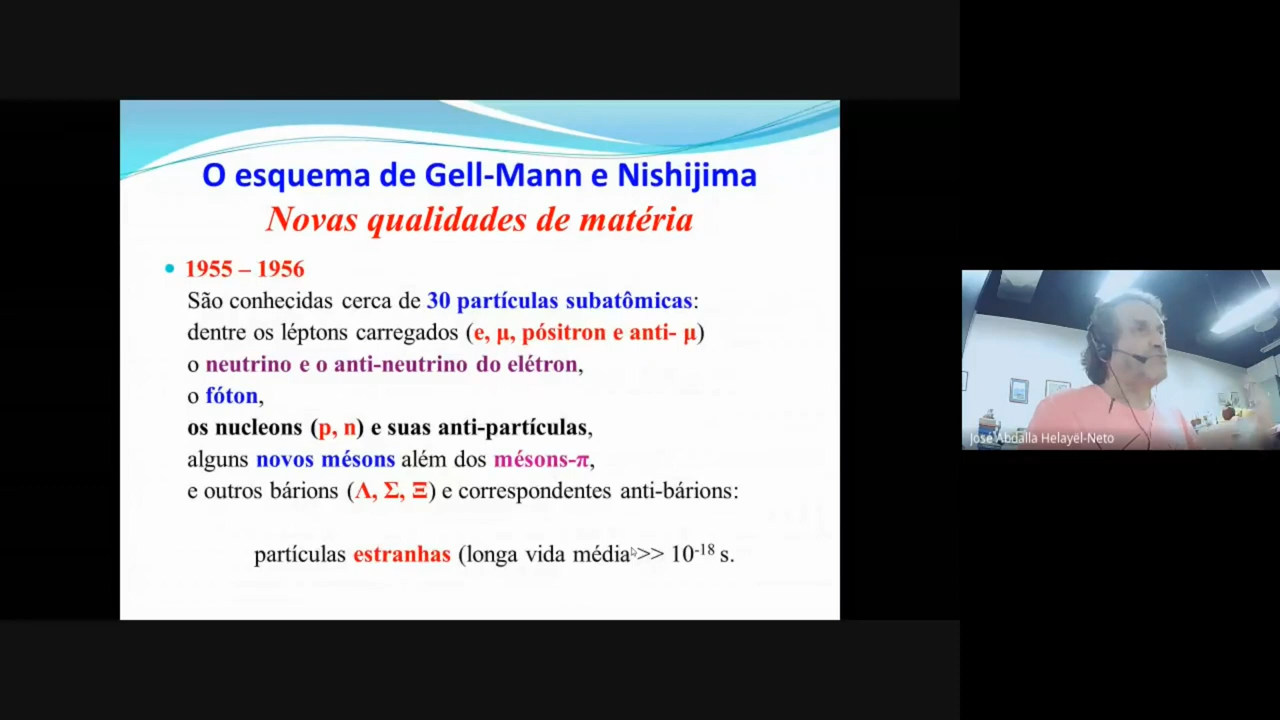 O esquema de Gell-Mann e Nishijima
Novas qualidades de matéria
• 1955 – 1956
São conhecidas cerca de 30 partículas subatômicas:
dentre os léptons carregados (e, μ, pósitron e anti- μ)
o neutrino e o anti-neutrino do elétron,
o fóton,
os nucleons (p, n) e suas anti-partículas,
alguns novos mésons além dos mésons-π,
e outros bárions (Λ, Σ, Ξ) e correspondentes anti-bárions:
partículas estranhas (longa vida média >> 10⁻¹⁸ s.
José Abdalla Helayël-Neto